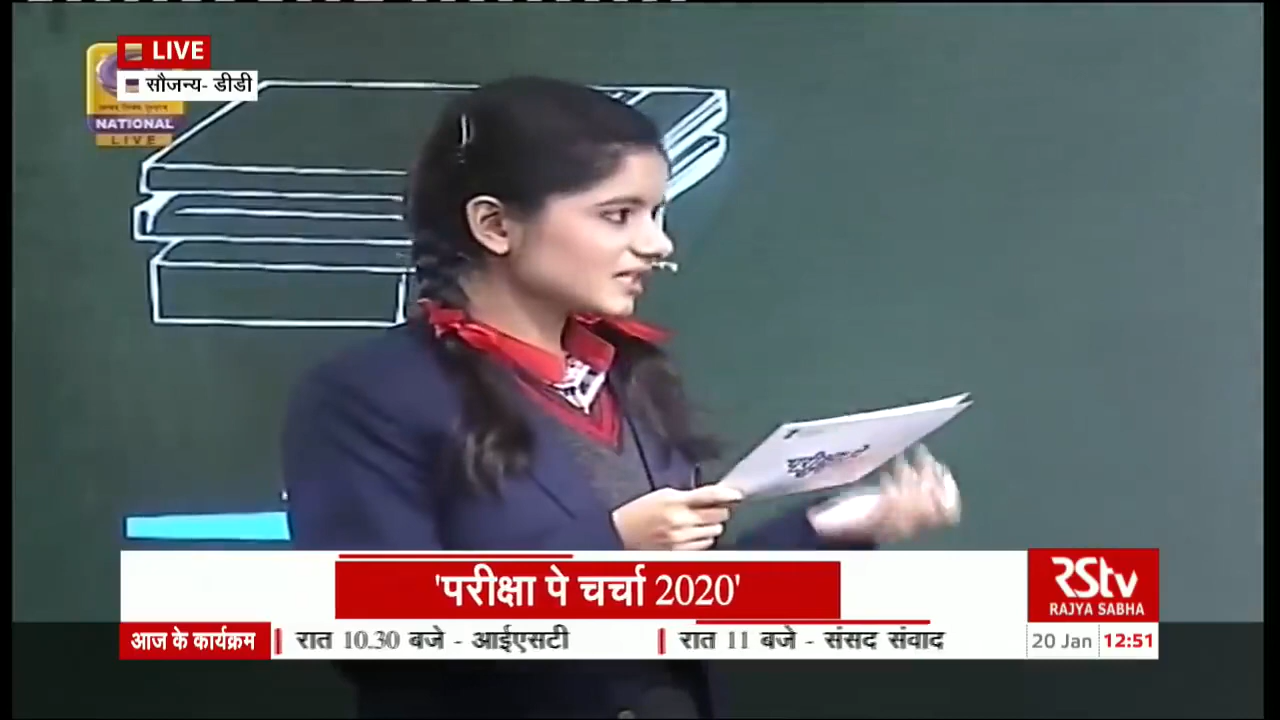 LIVE
सौजन्य- डीडी
NATIONAL
LIVE
'परीक्षा पे चर्चा 2020'
RStv
RAJYA SABHA
आज के कार्यक्रम
रात 10.30 बजे - आईएसटी
रात 11 बजे - संसद संवाद
20 Jan
12:51